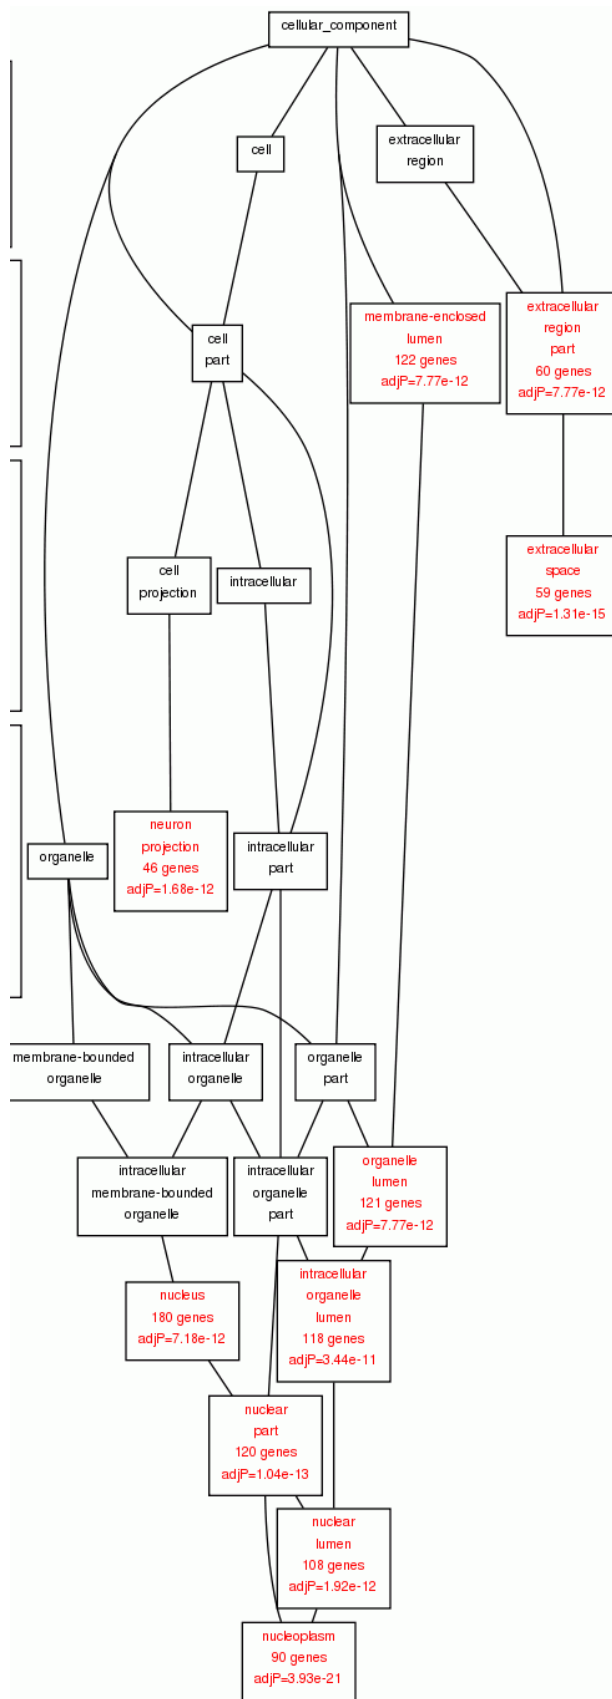 cellular_component
cell
extracellular
region
membrane-enclosed
lumen
122 genes
adjP=7.77e-12
extracellular
region
part
60 genes
adjP=7.77e-12
cell
part
extracellular
space
59 genes
adjP=1.31e-15
cell
projection
intracellular
neuron
projection
46 genes
adjP=1.68e-12
organelle
intracellular
part
membrane-bounded
organelle
intracellular
organelle
organelle
part
intracellular
membrane-bounded
organelle
intracellular
organelle
part
organelle
lumen
121 genes
adjP=7.77e-12
nucleus
180 genes
adjP=7.18e-12
intracellular
organelle
lumen
118 genes
adjP=3.44e-11
nuclear
part
120 genes
adjP=1.04e-13
nuclear
lumen
108 genes
adjP=1.92e-12
nucleoplasm
90 genes
adjP=3.93e-21